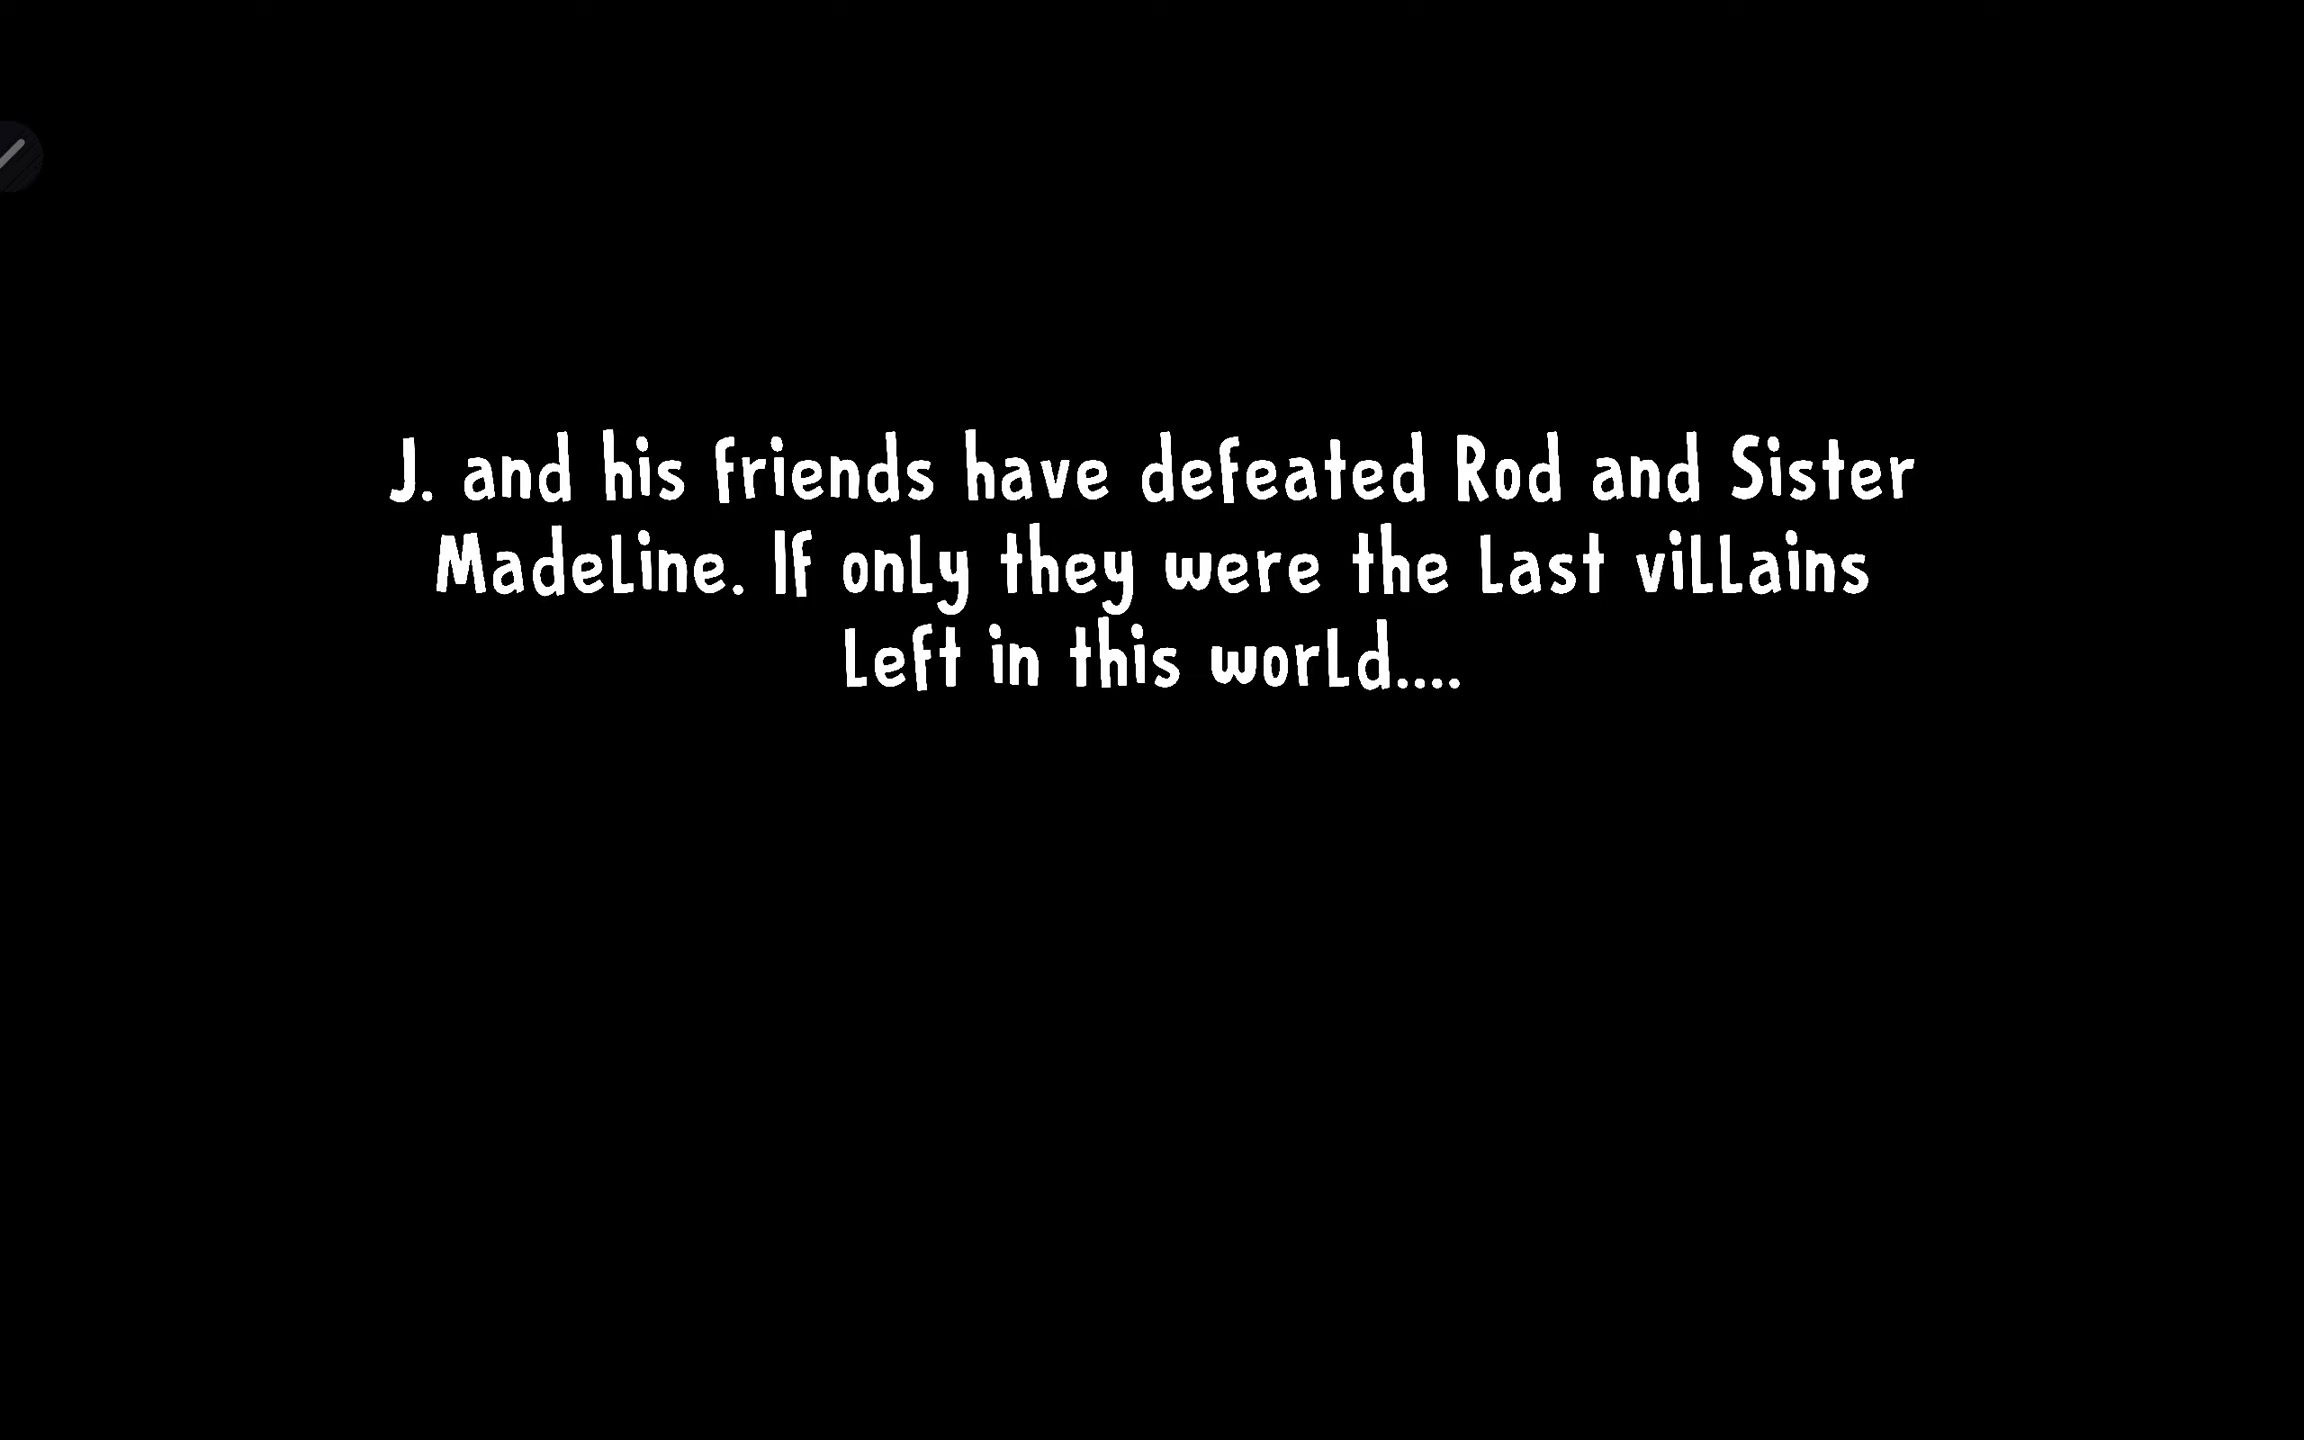 J. and his friends have defeated Rod and Sister
Madeline. If only they were the last villains
left in this world....